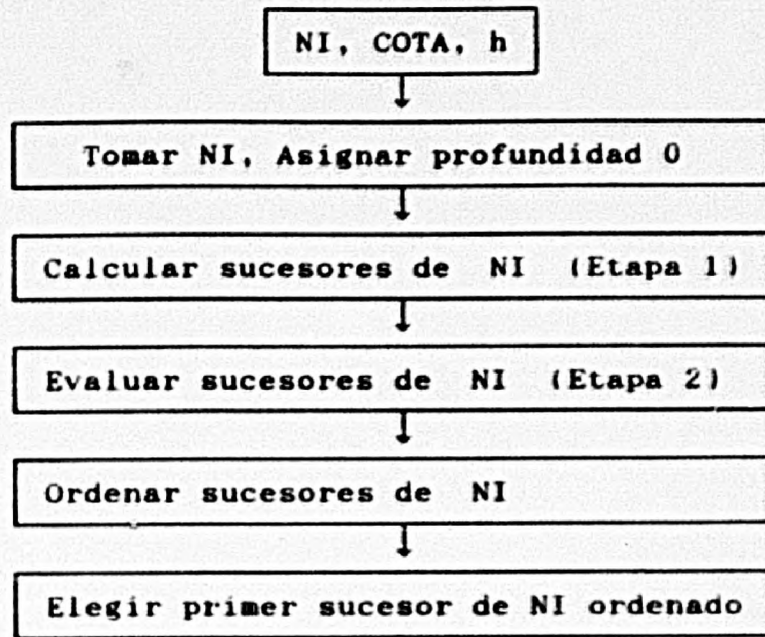 NI, COTA, h
Tomar NI, Asignar profundidad 0
Calcular sucesores de NI (Etapa 1)
Evaluar sucesores de NI (Etapa 2)
Ordenar sucesores de NI
Elegir primer sucesor de NI ordenado